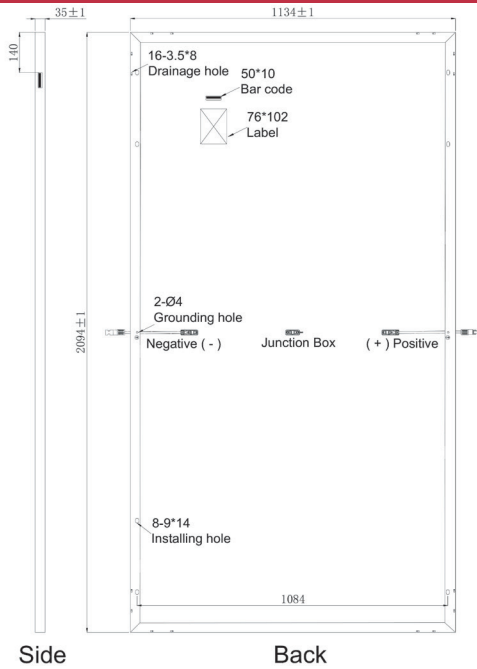 35±1
1134±1
140
16-3.5*8
Drainage hole
50*10
Bar code
76*102
Label
2094±1
2-Ø4
Grounding hole
Negative ( - )
Junction Box
( + ) Positive
8-9*14
Installing hole
1084
Side
Back